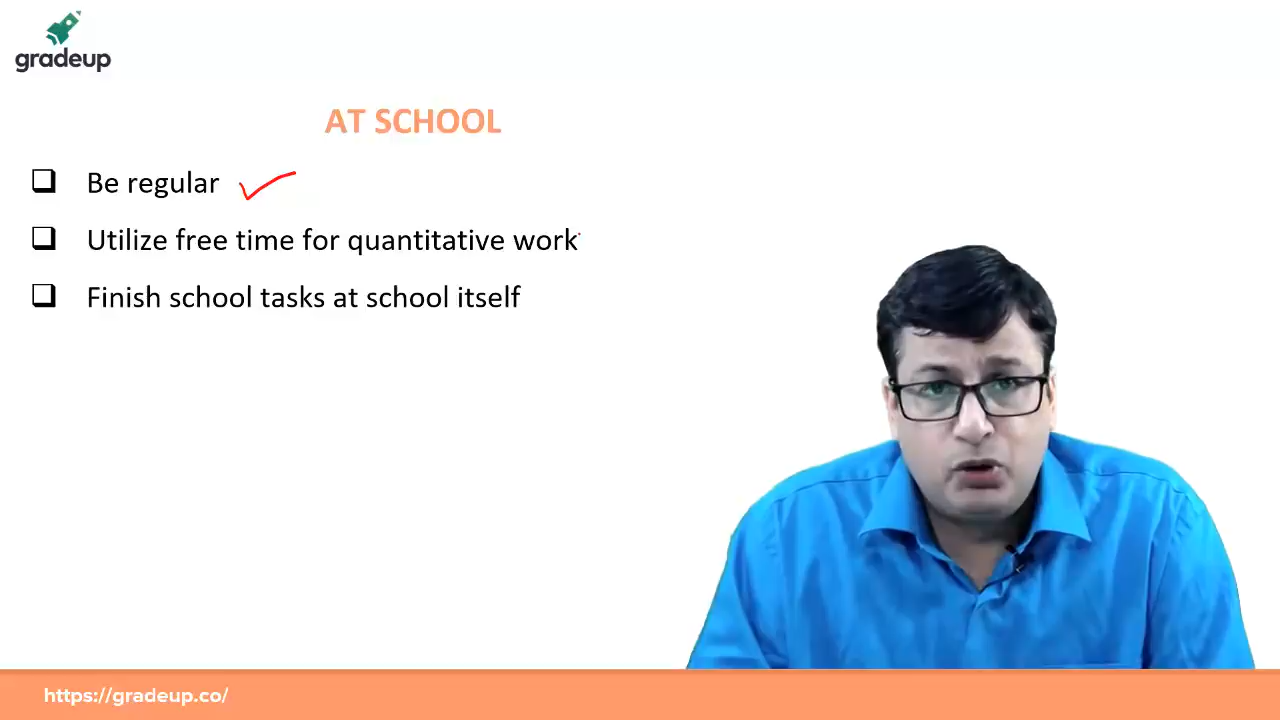 gradeup
AT SCHOOL
Be regular
Utilize free time for quantitative work
Finish school tasks at school itself
https://gradeup.co/